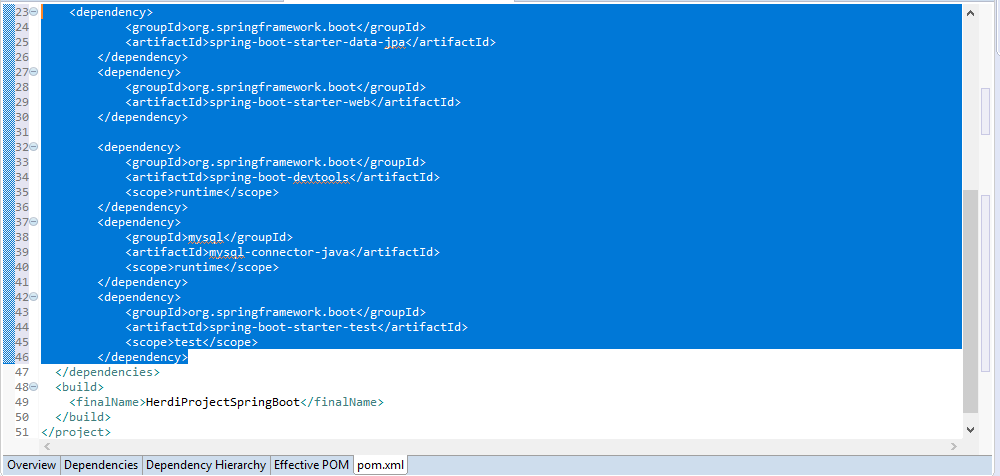 23 <dependency>
24 <groupId>org.springframework.boot</groupId>
25 <artifactId>spring-boot-starter-data-jpa</artifactId>
26 </dependency>
27 <dependency>
28 <groupId>org.springframework.boot</groupId>
29 <artifactId>spring-boot-starter-web</artifactId>
30 </dependency>
31
32 <dependency>
33 <groupId>org.springframework.boot</groupId>
34 <artifactId>spring-boot-devtools</artifactId>
35 <scope>runtime</scope>
36 </dependency>
37 <dependency>
38 <groupId>mysql</groupId>
39 <artifactId>mysql-connector-java</artifactId>
40 <scope>runtime</scope>
41 </dependency>
42 <dependency>
43 <groupId>org.springframework.boot</groupId>
44 <artifactId>spring-boot-starter-test</artifactId>
45 <scope>test</scope>
46 </dependency>
47 </dependencies>
48 <build>
49 <finalName>HerdiProjectSpringBoot</finalName>
50 </build>
51 </project>
Overview Dependencies Dependency Hierarchy Effective POM pom.xml